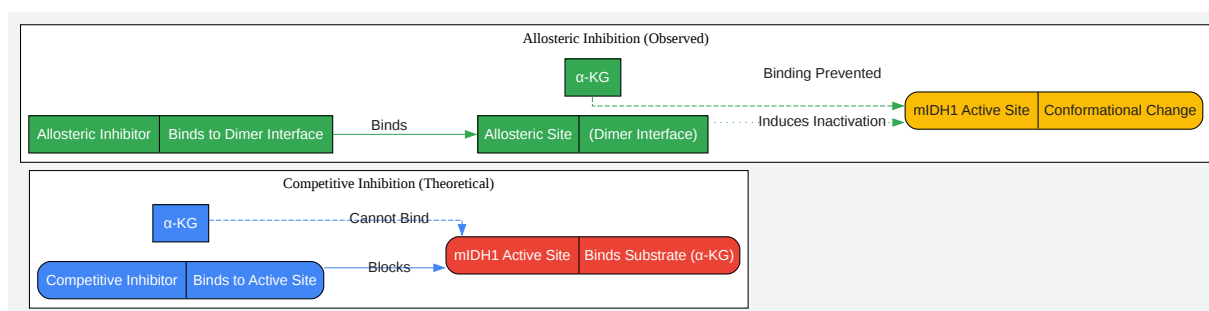 Allosteric Inhibition (Observed)
α-KG
Binding Prevented
mIDH1 Active Site
Conformational Change
Allosteric Inhibitor
Binds to Dimer Interface
Binds
Allosteric Site
(Dimer Interface)
Induces Inactivation
Competitive Inhibition (Theoretical)
α-KG
Cannot Bind
mIDH1 Active Site
Binds Substrate (α-KG)
Competitive Inhibitor
Binds to Active Site
Blocks